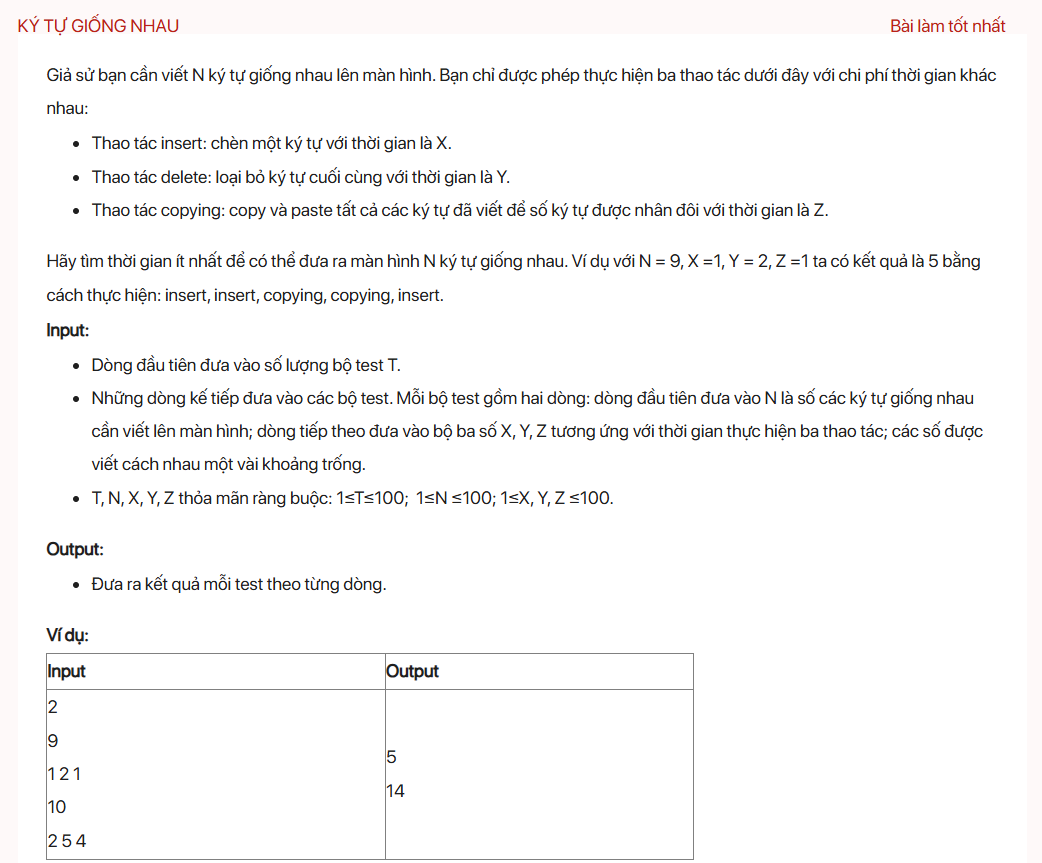 KÝ TỰ GIỐNG NHAU
Bài làm tốt nhất
Giả sử bạn cần viết N ký tự giống nhau lên màn hình. Bạn chỉ được phép thực hiện ba thao tác dưới đây với chi phí thời gian khác
nhau:
• Thao tác insert: chèn một ký tự với thời gian là X.
• Thao tác delete: loại bỏ ký tự cuối cùng với thời gian là Y.
• Thao tác copying: copy và paste tất cả các ký tự đã viết để số ký tự được nhân đôi với thời gian là Z.
Hãy tìm thời gian ít nhất để có thể đưa ra màn hình N ký tự giống nhau. Ví dụ với N = 9, X =1, Y = 2, Z =1 ta có kết quả là 5 bằng
cách thực hiện: insert, insert, copying, copying, insert.
Input:
• Dòng đầu tiên đưa vào số lượng bộ test T.
• Những dòng kế tiếp đưa vào các bộ test. Mỗi bộ test gồm hai dòng: dòng đầu tiên đưa vào N là số các ký tự giống nhau
cần viết lên màn hình; dòng tiếp theo đưa vào bộ ba số X, Y, Z tương ứng với thời gian thực hiện ba thao tác; các số được
viết cách nhau một vài khoảng trống.
• T, N, X, Y, Z thỏa mãn ràng buộc: 1≤T≤100; 1≤N ≤100; 1≤X, Y, Z ≤100.
Output:
• Đưa ra kết quả mỗi test theo từng dòng.
Ví dụ:
Input
Output
2
9
1 2 1
10
2 5 4
5
14